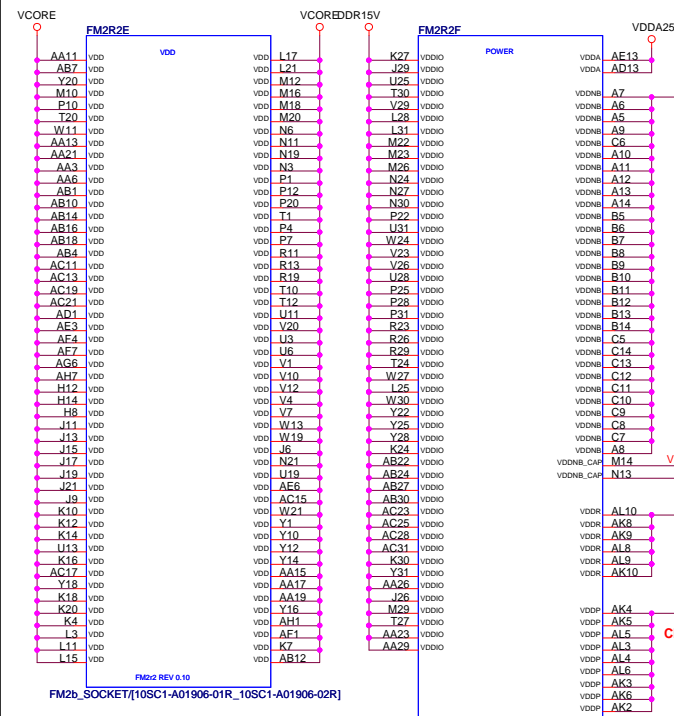 VCORE VCORE DDR15V VDDA25
FM2R2E FM2R2F
VDD POWER
AA11 VDD VDD L17 K27 VDDIO VDDA AE13
AB7 VDD VDD L21 J29 VDDIO VDDA AD13
Y20 VDD VDD M12 U25 VDDIO
M10 VDD VDD M16 T30 VDDIO VDDNB A7
P10 VDD VDD M18 V29 VDDIO VDDNB A6
T20 VDD VDD M20 L28 VDDIO VDDNB A5
W11 VDD VDD N6 L31 VDDIO VDDNB A9
AA13 VDD VDD N11 M22 VDDIO VDDNB C6
AA21 VDD VDD N19 M23 VDDIO VDDNB A10
AA3 VDD VDD N3 M26 VDDIO VDDNB A11
AA6 VDD VDD P1 N24 VDDIO VDDNB A12
AB1 VDD VDD P12 N27 VDDIO VDDNB A13
AB10 VDD VDD P20 N30 VDDIO VDDNB A14
AB14 VDD VDD T1 P22 VDDIO VDDNB B5
AB16 VDD VDD P4 U31 VDDIO VDDNB B6
AB18 VDD VDD P7 W24 VDDIO VDDNB B7
AB4 VDD VDD R11 V23 VDDIO VDDNB B8
AC11 VDD VDD R13 V26 VDDIO VDDNB B9
AC13 VDD VDD R19 U28 VDDIO VDDNB B10
AC19 VDD VDD T10 P25 VDDIO VDDNB B11
AC21 VDD VDD T12 P28 VDDIO VDDNB B12
AD1 VDD VDD U11 P31 VDDIO VDDNB B13
AE3 VDD VDD V20 R23 VDDIO VDDNB B14
AF4 VDD VDD U3 R26 VDDIO VDDNB C5
AF7 VDD VDD U6 R29 VDDIO VDDNB C14
AG6 VDD VDD V1 T24 VDDIO VDDNB C13
AH7 VDD VDD V10 W27 VDDIO VDDNB C12
H12 VDD VDD V12 L25 VDDIO VDDNB C11
H14 VDD VDD V4 W30 VDDIO VDDNB C10
H8 VDD VDD V7 Y22 VDDIO VDDNB C9
J11 VDD VDD W13 Y25 VDDIO VDDNB C8
J13 VDD VDD W19 Y28 VDDIO VDDNB C7
J15 VDD VDD J6 K24 VDDIO VDDNB A8
J17 VDD VDD N21 AB22 VDDIO VDDNB_CAP M14 V
J19 VDD VDD U19 AB24 VDDIO VDDNB_CAP N13
J21 VDD VDD AE6 AB27 VDDIO
J9 VDD VDD AC15 AB30 VDDIO
K10 VDD VDD W21 AC23 VDDIO VDDR AL10
K12 VDD VDD Y1 AC25 VDDIO VDDR AK8
K14 VDD VDD Y10 AC28 VDDIO VDDR AK9
U13 VDD VDD Y12 AC31 VDDIO VDDR AL8
K16 VDD VDD Y14 K30 VDDIO VDDR AL9
AC17 VDD VDD AA15 Y31 VDDIO VDDR AK10
Y18 VDD VDD AA17 AA26 VDDIO
K18 VDD VDD AA19 J26 VDDIO
K20 VDD VDD Y16 M29 VDDIO VDDP AK4
K4 VDD VDD AH1 T27 VDDIO VDDP AK5
L3 VDD VDD AF1 AA23 VDDIO VDDP AL5 C
L11 VDD VDD K7 AA29 VDDIO VDDP AL3
L15 VDD VDD AB12 VDDP AL4
VDDP AL6
FM2r2 REV 0.10 VDDP AK3
FM2b_SOCKET/[10SC1-A01906-01R_10SC1-A01906-02R] VDDP AK6
VDDP AK2